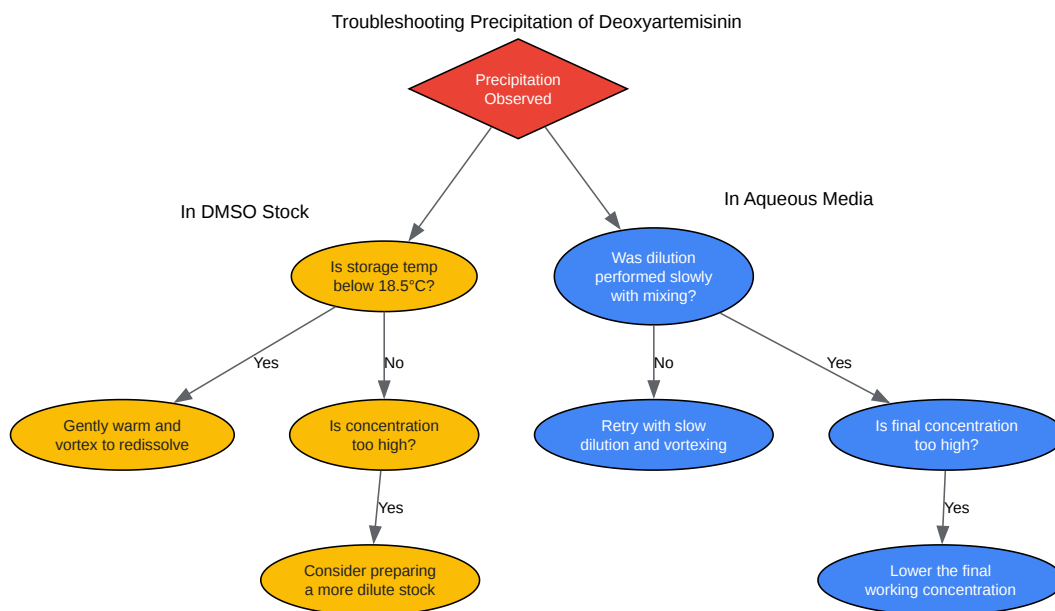 Troubleshooting Precipitation of Deoxyartemisinin
Precipitation
Observed
In DMSO Stock
In Aqueous Media
Is storage temp
below 18.5°C?
Was dilution
performed slowly
with mixing?
Yes
No
No
Yes
Gently warm and
vortex to redissolve
Is concentration
too high?
Retry with slow
dilution and vortexing
Is final concentration
too high?
Yes
Yes
Consider preparing
a more dilute stock
Lower the final
working concentration